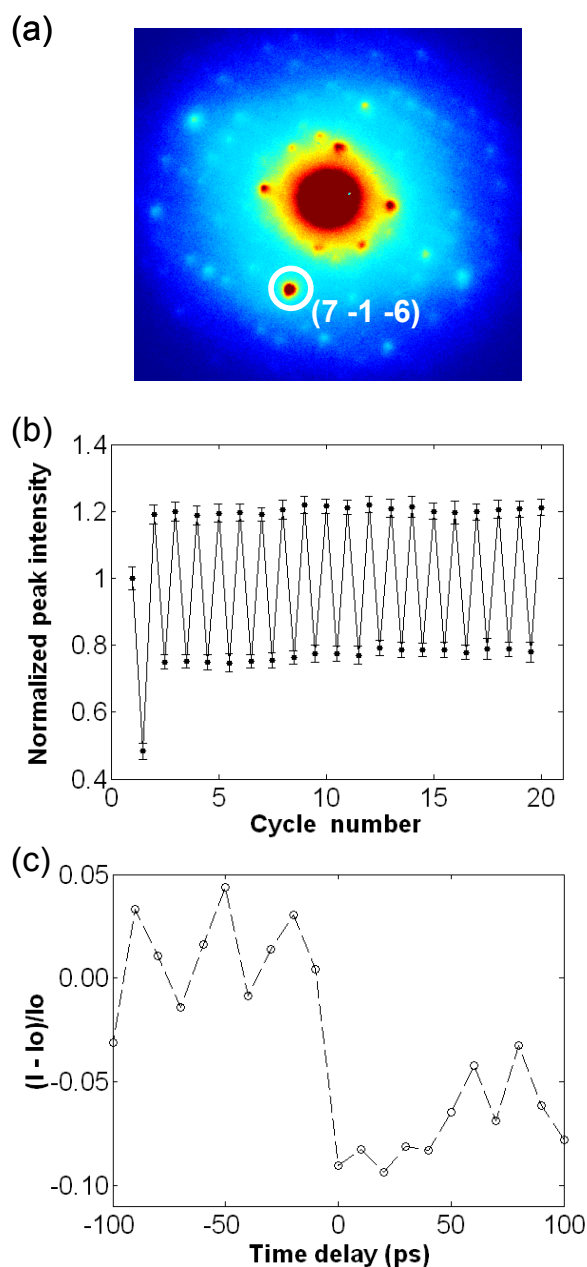 (a)
(7 -1 -6)
(b)
Normalized peak intensity
1.4
1.2
1
0.8
0.6
0.4
0 5 10 15 20
Cycle number
(c)
(I - Io)/Io
0.05
0.00
-0.05
-0.10
-100 -50 0 50 100
Time delay (ps)